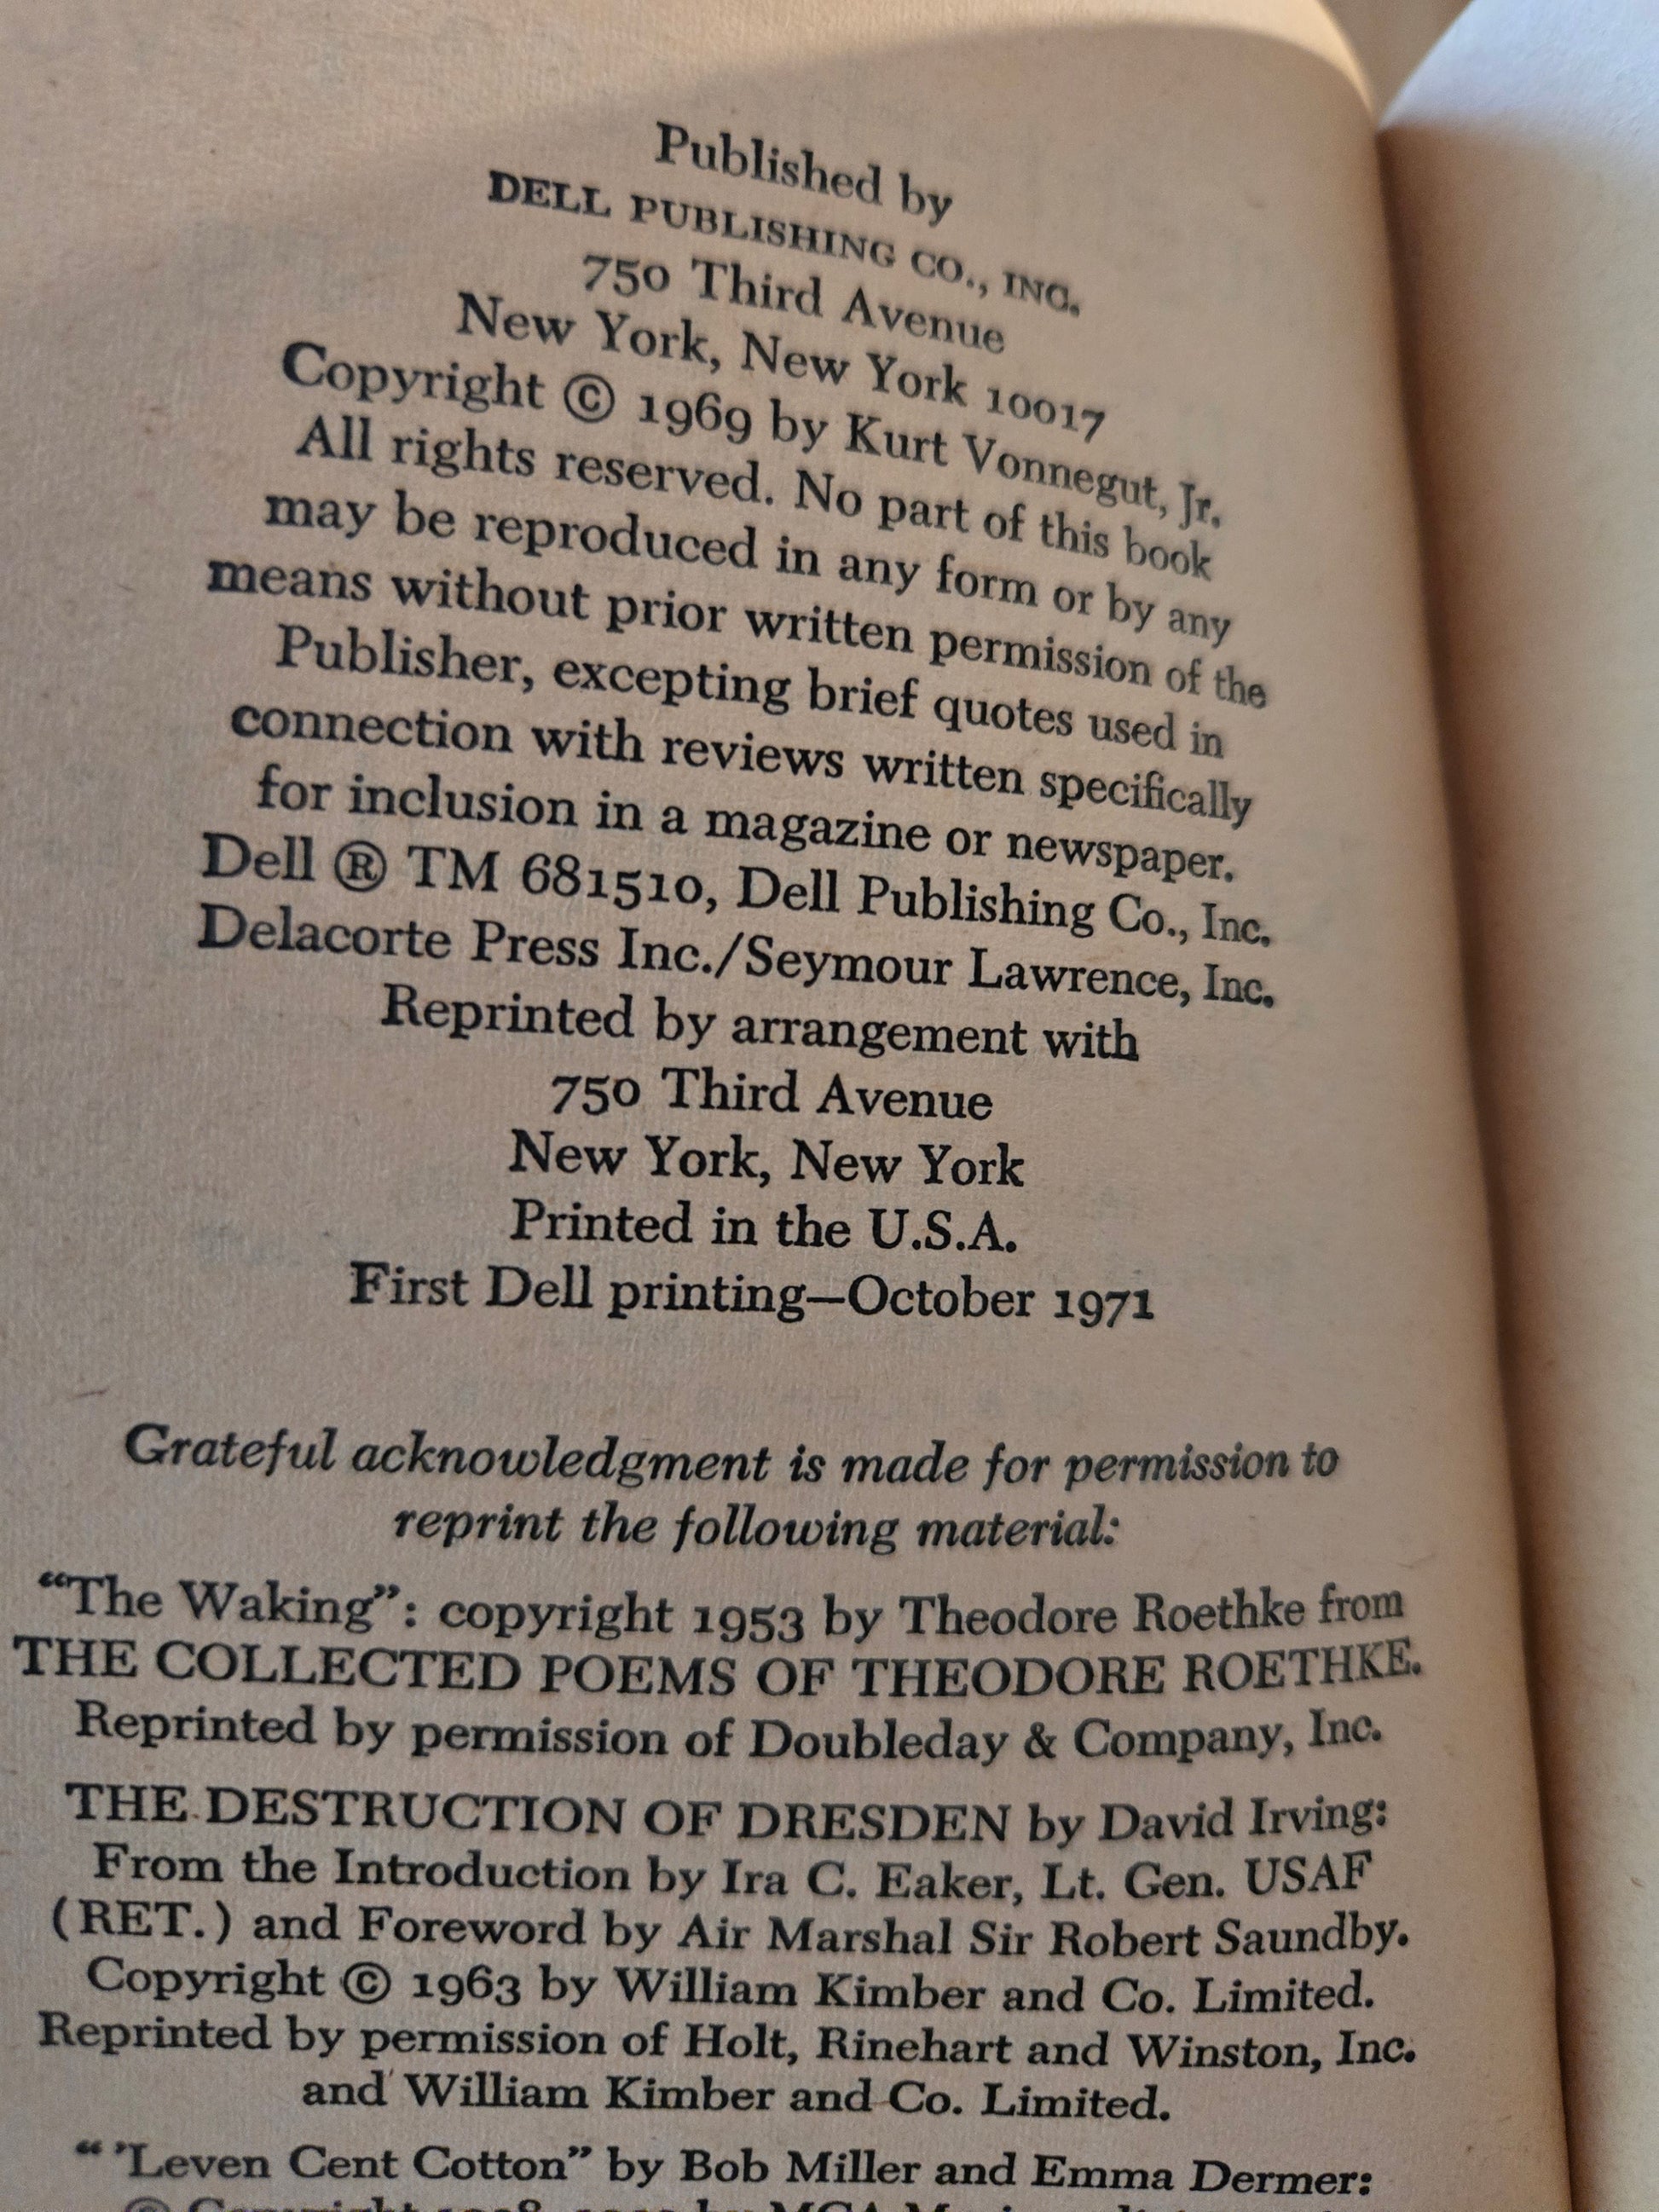 Published by
DELL PUBLISHING CO., INC.
750 Third Avenue
New York, New York 10017
Copyright © 1969 by Kurt Vonnegut, Jr.
All rights reserved. No part of this book
may be reproduced in any form or by any
means without prior written permission of the
Publisher, excepting brief quotes used in
connection with reviews written specifically
for inclusion in a magazine or newspaper.
Dell ® TM 681510, Dell Publishing Co., Inc.
Delacorte Press Inc./Seymour Lawrence, Inc.
Reprinted by arrangement with
750 Third Avenue
New York, New York
Printed in the U.S.A.
First Dell printing—October 1971
Grateful acknowledgment is made for permission to
reprint the following material:
“The Waking”: copyright 1953 by Theodore Roethke from
THE COLLECTED POEMS OF THEODORE ROETHKE.
Reprinted by permission of Doubleday & Company, Inc.
THE DESTRUCTION OF DRESDEN by David Irving:
From the Introduction by Ira C. Eaker, Lt. Gen. USAF
(RET.) and Foreword by Air Marshal Sir Robert Saundby.
Copyright © 1963 by William Kimber and Co. Limited.
Reprinted by permission of Holt, Rinehart and Winston, Inc.
and William Kimber and Co. Limited.
“ ’Leven Cent Cotton” by Bob Miller and Emma Dermer:
© Copyright by MCA Music